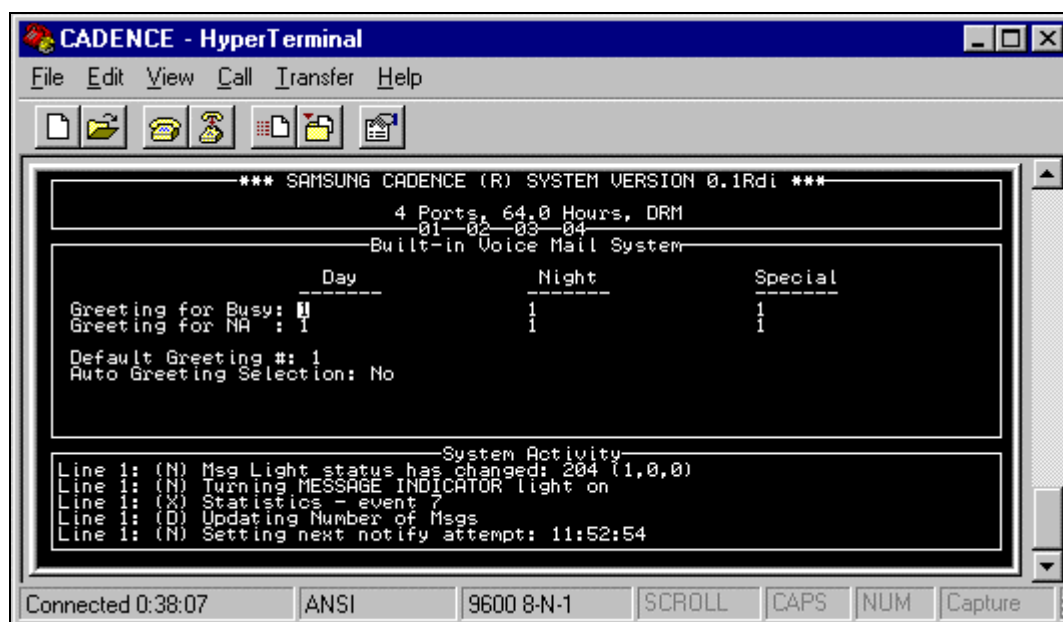 CADENCE - HyperTerminal
File Edit View Call Transfer Help
*** SAMSUNG CADENCE (R) SYSTEM VERSION 0.1Rdi ***
4 Ports, 64.0 Hours, DRM
01 02 03 04
Built-in Voice Mail System
Day Night Special
Greeting for Busy: 1 1 1
Greeting for NA : 1 1 1
Default Greeting #: 1
Auto Greeting Selection: No
System Activity
Line 1: (N) Msg Light status has changed: 204 (1,0,0)
Line 1: (N) Turning MESSAGE INDICATOR light on
Line 1: (X) Statistics - event 7
Line 1: (D) Updating Number of Msgs
Line 1: (N) Setting next notify attempt: 11:52:54
Connected 0:38:07 ANSI 9600 8-N-1 SCROLL CAPS NUM Capture